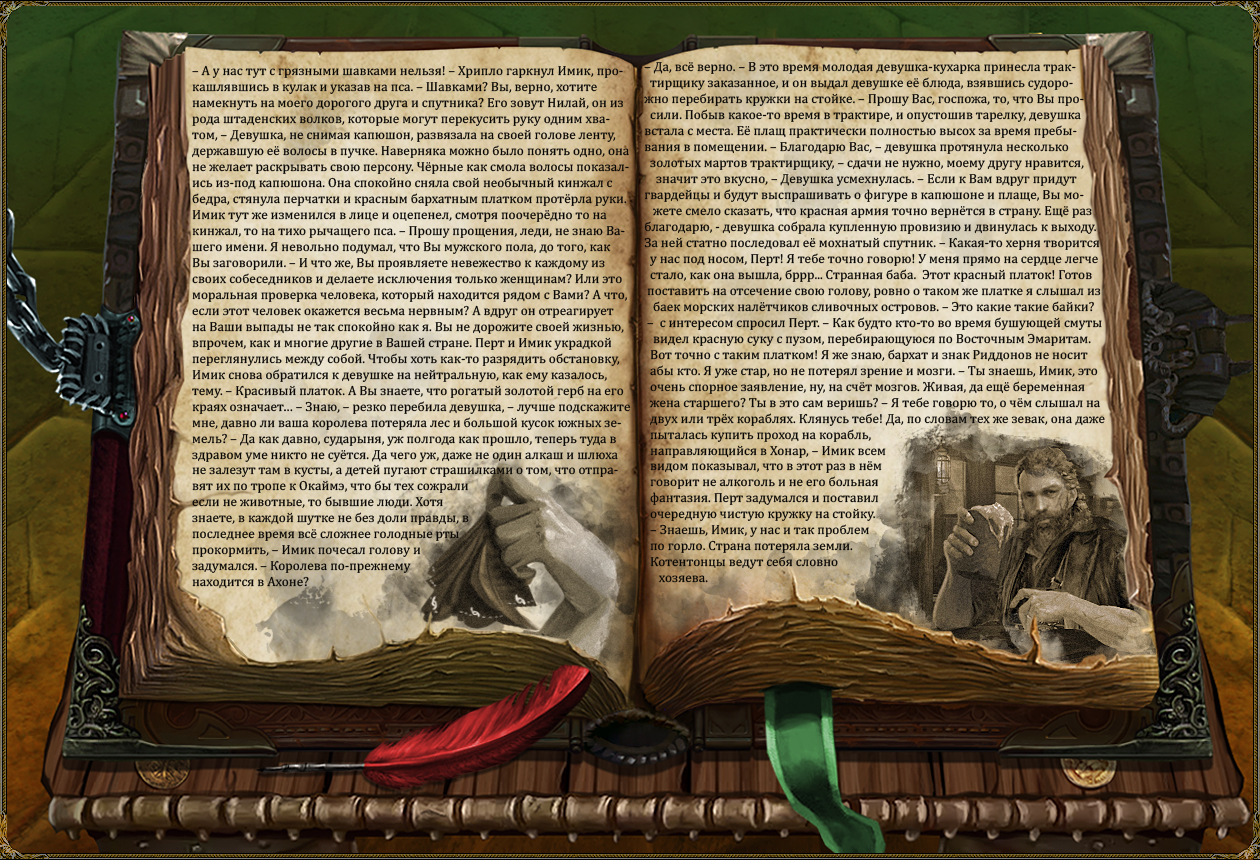 – А у нас тут с грязными шавками нельзя! – Хрипло гаркнул Имик, про-
кашлявшись в кулак и указав на пса. – Шавками? Вы, верно, хотите
намекнуть на моего дорогого друга и спутника? Его зовут Нилай, он из
рода штаденских волков, которые могут перекусить руку одним хва-
том, – Девушка, не снимая капюшон, развязала на своей голове ленту,
державшую её волосы в пучке. Наверняка можно было понять одно, она
не желает раскрывать свою персону. Чёрные как смола волосы показал-
ись из-под капюшона. Она спокойно сняла свой необычный кинжал с
бедра, стянула перчатки и красным бархатным платком протёрла руки.
Имик тут же изменился в лице и оцепенел, смотря поочерёдно то на
кинжал, то на тихо рычащего пса. – Прошу прощения, леди, не знаю Ва-
шего имени. Я невольно подумал, что Вы мужского пола, до того, как
Вы заговорили. – И что же, Вы проявляете невежество к каждому из
своих собеседников и делаете исключения только женщинам? Или это
моральная проверка человека, который находится рядом с Вами? А что,
если этот человек окажется весьма нервным? А вдруг он отреагирует
на Ваши выпады не так спокойно как я. Вы не дорожите своей жизнью,
впрочем, как и многие другие в Вашей стране. Перт и Имик украдкой
переглянулись между собой. Чтобы хоть как-то разрядить обстановку,
Имик снова обратился к девушке на нейтральную, как ему казалось,
тему. – Красивый платок. А Вы знаете, что рогатый золотой герб на его
краях означает... – Знаю, – резко перебила девушка, – лучше подскажите
мне, давно ли ваша королева потеряла лес и большой кусок южных зе-
мель? – Да как давно, сударыня, уж полгода как прошло, теперь туда в
здравом уме никто не суётся. Да чего уж, даже не один алкаш и шлюха
не залезут там в кусты, а детей пугают страшилками о том, что отпра-
вят их по тропе к Окаймэ, что бы тех сожрали
если не животные, то бывшие люди. Хотя
знаете, в каждой шутке не без доли правды, в
последнее время всё сложнее голодные рты
прокормить, – Имик почесал голову и
задумался. – Королева по-прежнему
находится в Ахоне?
– Да, всё верно. – В это время молодая девушка-кухарка принесла трак-
тирщику заказанное, и он выдал девушке её блюда, взявшись судоро-
жно перебирать кружки на стойке. – Прошу Вас, госпожа, то, что Вы про-
сили. Побыв какое-то время в трактире, и опустошив тарелку, девушка
встала с места. Её плащ практически полностью высох за время пребы-
вания в помещении. – Благодарю Вас, – девушка протянула несколько
золотых мартов трактирщику, – сдачи не нужно, моему другу нравится,
значит это вкусно, – Девушка усмехнулась. – Если к Вам вдруг придут
гвардейцы и будут выспрашивать о фигуре в капюшоне и плаще, Вы мо-
жете смело сказать, что красная армия точно вернётся в страну. Ещё раз
благодарю, - девушка собрала купленную провизию и двинулась к выходу.
За ней статно последовал её мохнатый спутник. – Какая-то херня творится
у нас под носом, Перт! Я тебе точно говорю! У меня прямо на сердце легче
стало, как она вышла, бррр... Странная баба. Этот красный платок! Готов
поставить на отсечение свою голову, ровно о таком же платке я слышал из
баек морских налётчиков сливочных островов. – Это какие такие байки?
– с интересом спросил Перт. – Как будто кто-то во время бушующей смуты
видел красную суку с пузом, перебирающуюся по Восточным Эмаритам.
Вот точно с таким платком! Я же знаю, бархат и знак Риддонов не носит
абы кто. Я уже стар, но не потерял зрение и мозги. – Ты знаешь, Имик, это
очень спорное заявление, ну, на счёт мозгов. Живая, да ещё беременная
жена старшего? Ты в это сам веришь? – Я тебе говорю то, о чём слышал на
двух или трёх кораблях. Клянусь тебе! Да, по словам тех же зевак, она даже
пыталась купить проход на корабль,
направляющийся в Хонар, – Имик всем
видом показывал, что в этот раз в нём
говорит не алкоголь и не его больная
фантазия. Перт задумался и поставил
очередную чистую кружку на стойку.
– Знаешь, Имик, у нас и так проблем
по горло. Страна потеряла земли.
Котентонцы ведут себя словно
хозяева.